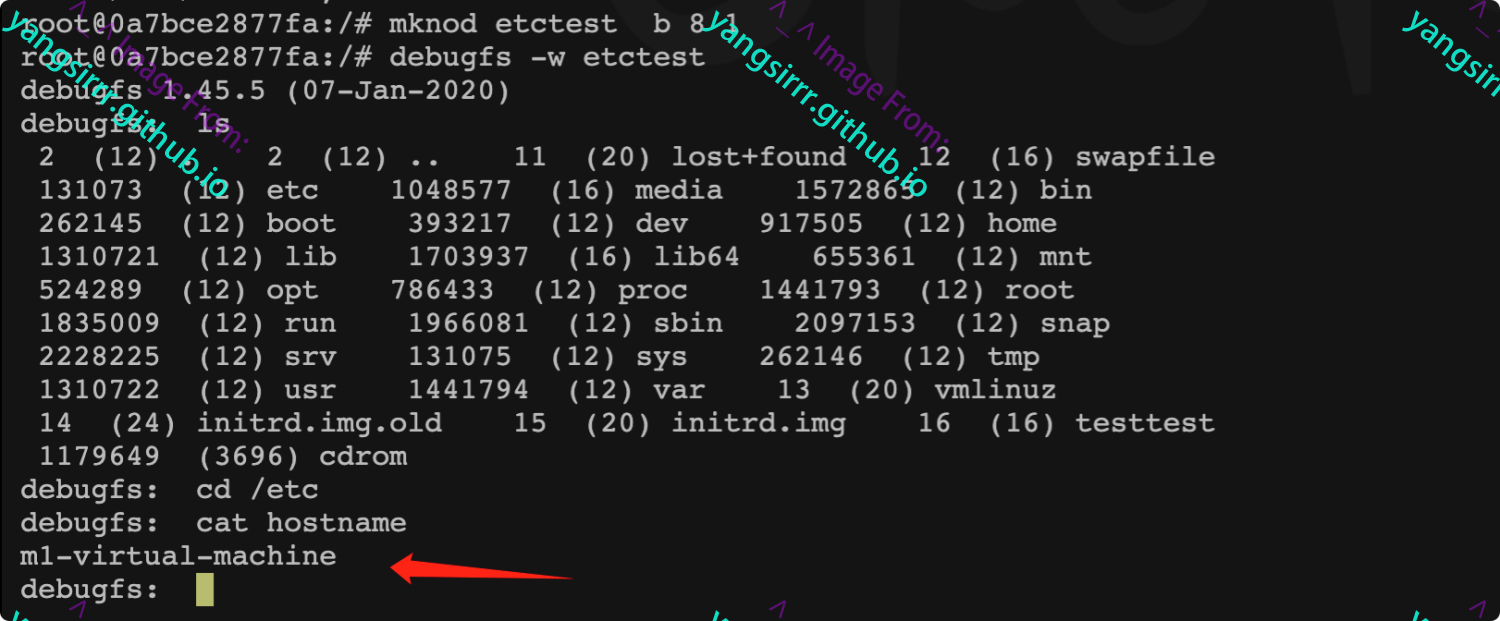 root@0a7bce2877fa:/# mknod etctest  b 8 1
root@0a7bce2877fa:/# debugfs -w etctest
debugfs 1.45.5 (07-Jan-2020)
debugfs:  ls
 2  (12) .    2  (12) ..    11  (20) lost+found    12  (16) swapfile
 131073  (12) etc    1048577  (16) media    1572865  (12) bin
 262145  (12) boot    393217  (12) dev    917505  (12) home
 1310721  (12) lib    1703937  (16) lib64    655361  (12) mnt
 524289  (12) opt    786433  (12) proc    1441793  (12) root
 1835009  (12) run    1966081  (12) sbin    2097153  (12) snap
 2228225  (12) srv    131075  (12) sys    262146  (12) tmp
 1310722  (12) usr    1441794  (12) var    13  (20) vmlinuz
 14  (24) initrd.img.old    15  (20) initrd.img    16  (16) testtest
 1179649  (3696) cdrom
debugfs:  cd /etc
debugfs:  cat hostname
m1-virtual-machine
debugfs:
^_^ Image From:
yangsirrr.github.io
^_^ Image From:
yangsirrr.github.io
yangsirr